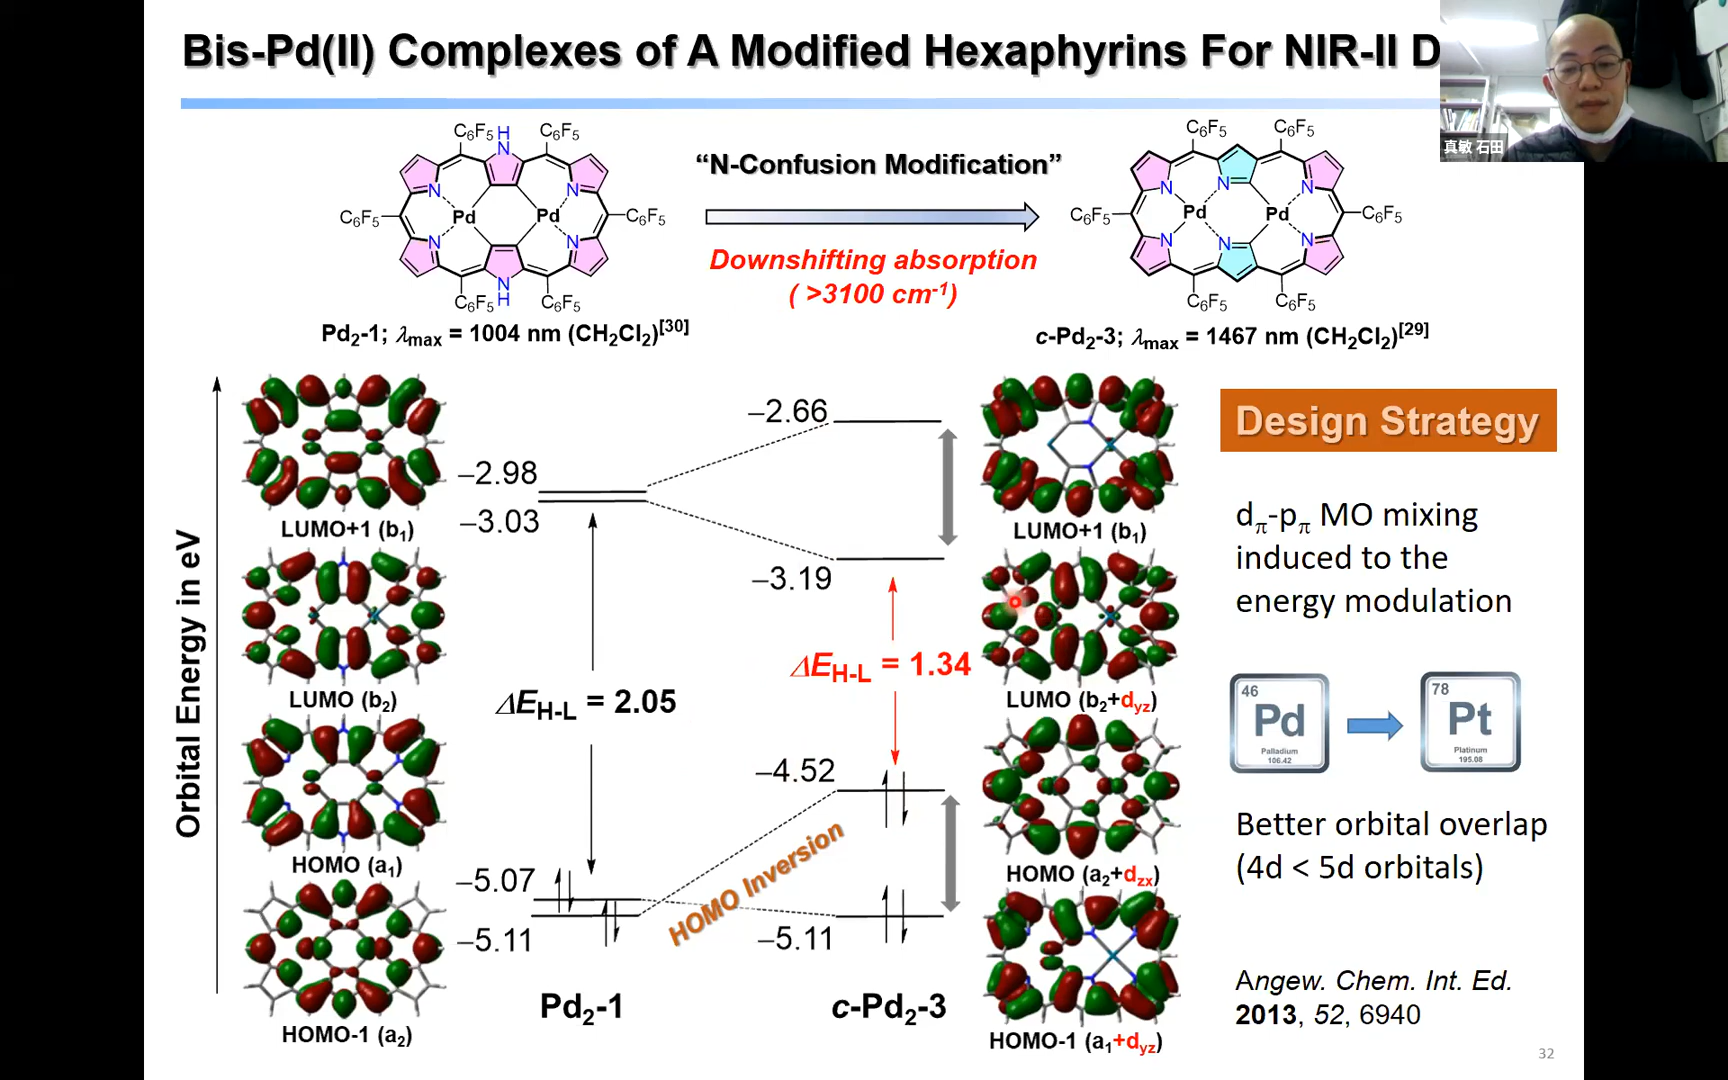 Bis-Pd(II) Complexes of A Modified Hexaphyrins For NIR-II D
真敏 石田
C₆F₅
H
N
C₆F₅
N
N
C₆F₅
Pd
Pd
C₆F₅
N
N
C₆F₅
N
H
C₆F₅
Pd₂-1; λmax = 1004 nm (CH₂Cl₂)[30]
“N-Confusion Modification”
Downshifting absorption
( >3100 cm⁻¹)
C₆F₅
C₆F₅
N
N
N
C₆F₅
Pd
Pd
C₆F₅
N
N
N
C₆F₅
C₆F₅
c-Pd₂-3; λmax = 1467 nm (CH₂Cl₂)[29]
Orbital Energy in eV
LUMO+1 (b₁)
LUMO (b₂)
HOMO (a₁)
HOMO-1 (a₂)
–2.98
–3.03
ΔE_H-L = 2.05
–5.07
–5.11
Pd₂-1
HOMO Inversion
–2.66
–3.19
ΔE_H-L = 1.34
–4.52
–5.11
c-Pd₂-3
LUMO+1 (b₁)
LUMO (b₂+d_yz)
HOMO (a₂+d_zx)
HOMO-1 (a₁+d_yz)
Design Strategy
dπ-pπ MO mixing
induced to the
energy modulation
46
Pd
Palladium
106.42
78
Pt
Platinum
195.08
Better orbital overlap
(4d < 5d orbitals)
Angew. Chem. Int. Ed.
2013, 52, 6940
32